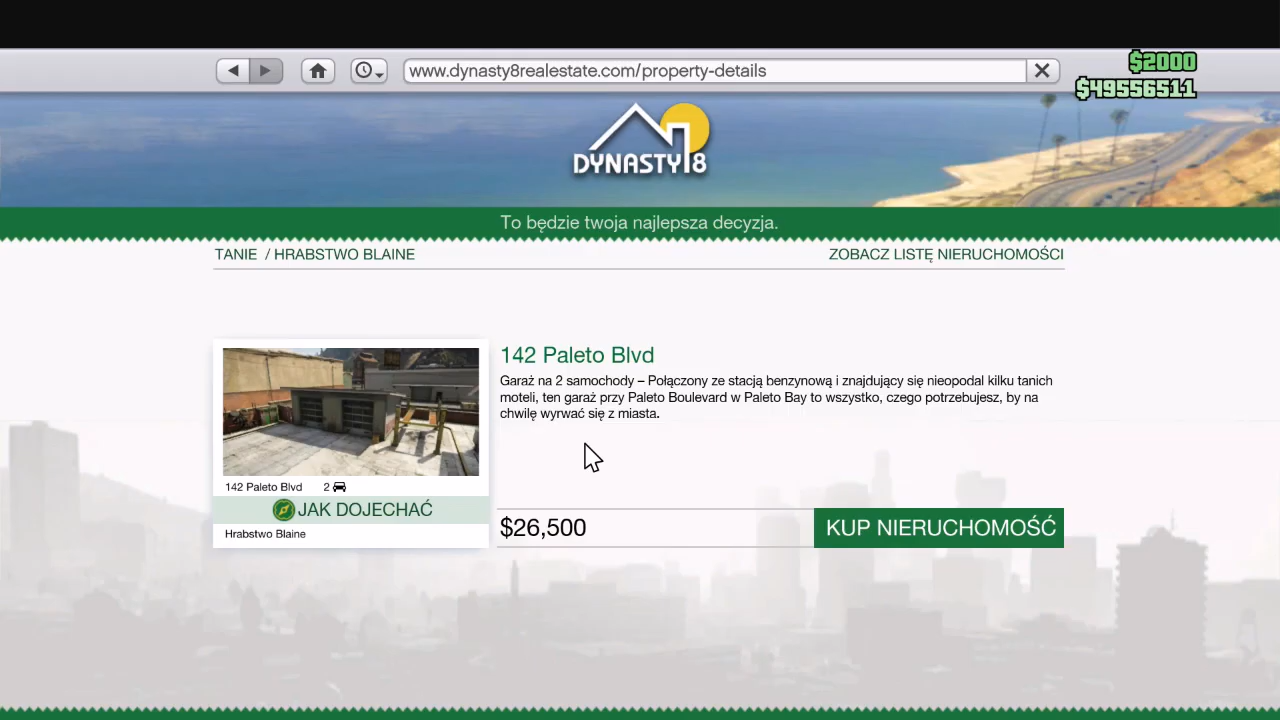 www.dynasty8realestate.com/property-details
$2000
$49556511
DYNASTY 8
To będzie twoja najlepsza decyzja.
TANIE / HRABSTWO BLAINE
ZOBACZ LISTĘ NIERUCHOMOŚCI
142 Paleto Blvd
Garaż na 2 samochody – Połączony ze stacją benzynową i znajdujący się nieopodal kilku tanich
moteli, ten garaż przy Paleto Boulevard w Paleto Bay to wszystko, czego potrzebujesz, by na
chwilę wyrwać się z miasta.
142 Paleto Blvd 2
JAK DOJECHAĆ
Hrabstwo Blaine
$26,500
KUP NIERUCHOMOŚĆ